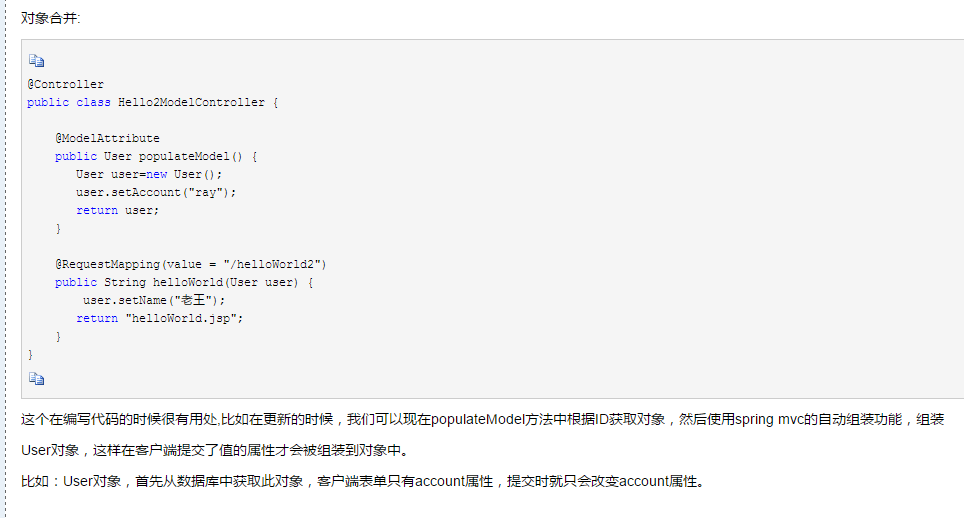 对象合并:
@Controller
public class Hello2ModelController {
@ModelAttribute
public User populateModel() {
User user=new User();
user.setAccount("ray");
return user;
}
@RequestMapping(value = "/helloWorld2")
public String helloWorld(User user) {
user.setName("老王");
return "helloWorld.jsp";
}
}
这个在编写代码的时候很有用处,比如在更新的时候，我们可以现在populateModel方法中根据ID获取对象，然后使用spring mvc的自动组装功能，组装
User对象，这样在客户端提交了值的属性才会被组装到对象中。
比如：User对象，首先从数据库中获取此对象，客户端表单只有account属性，提交时就只会改变account属性。